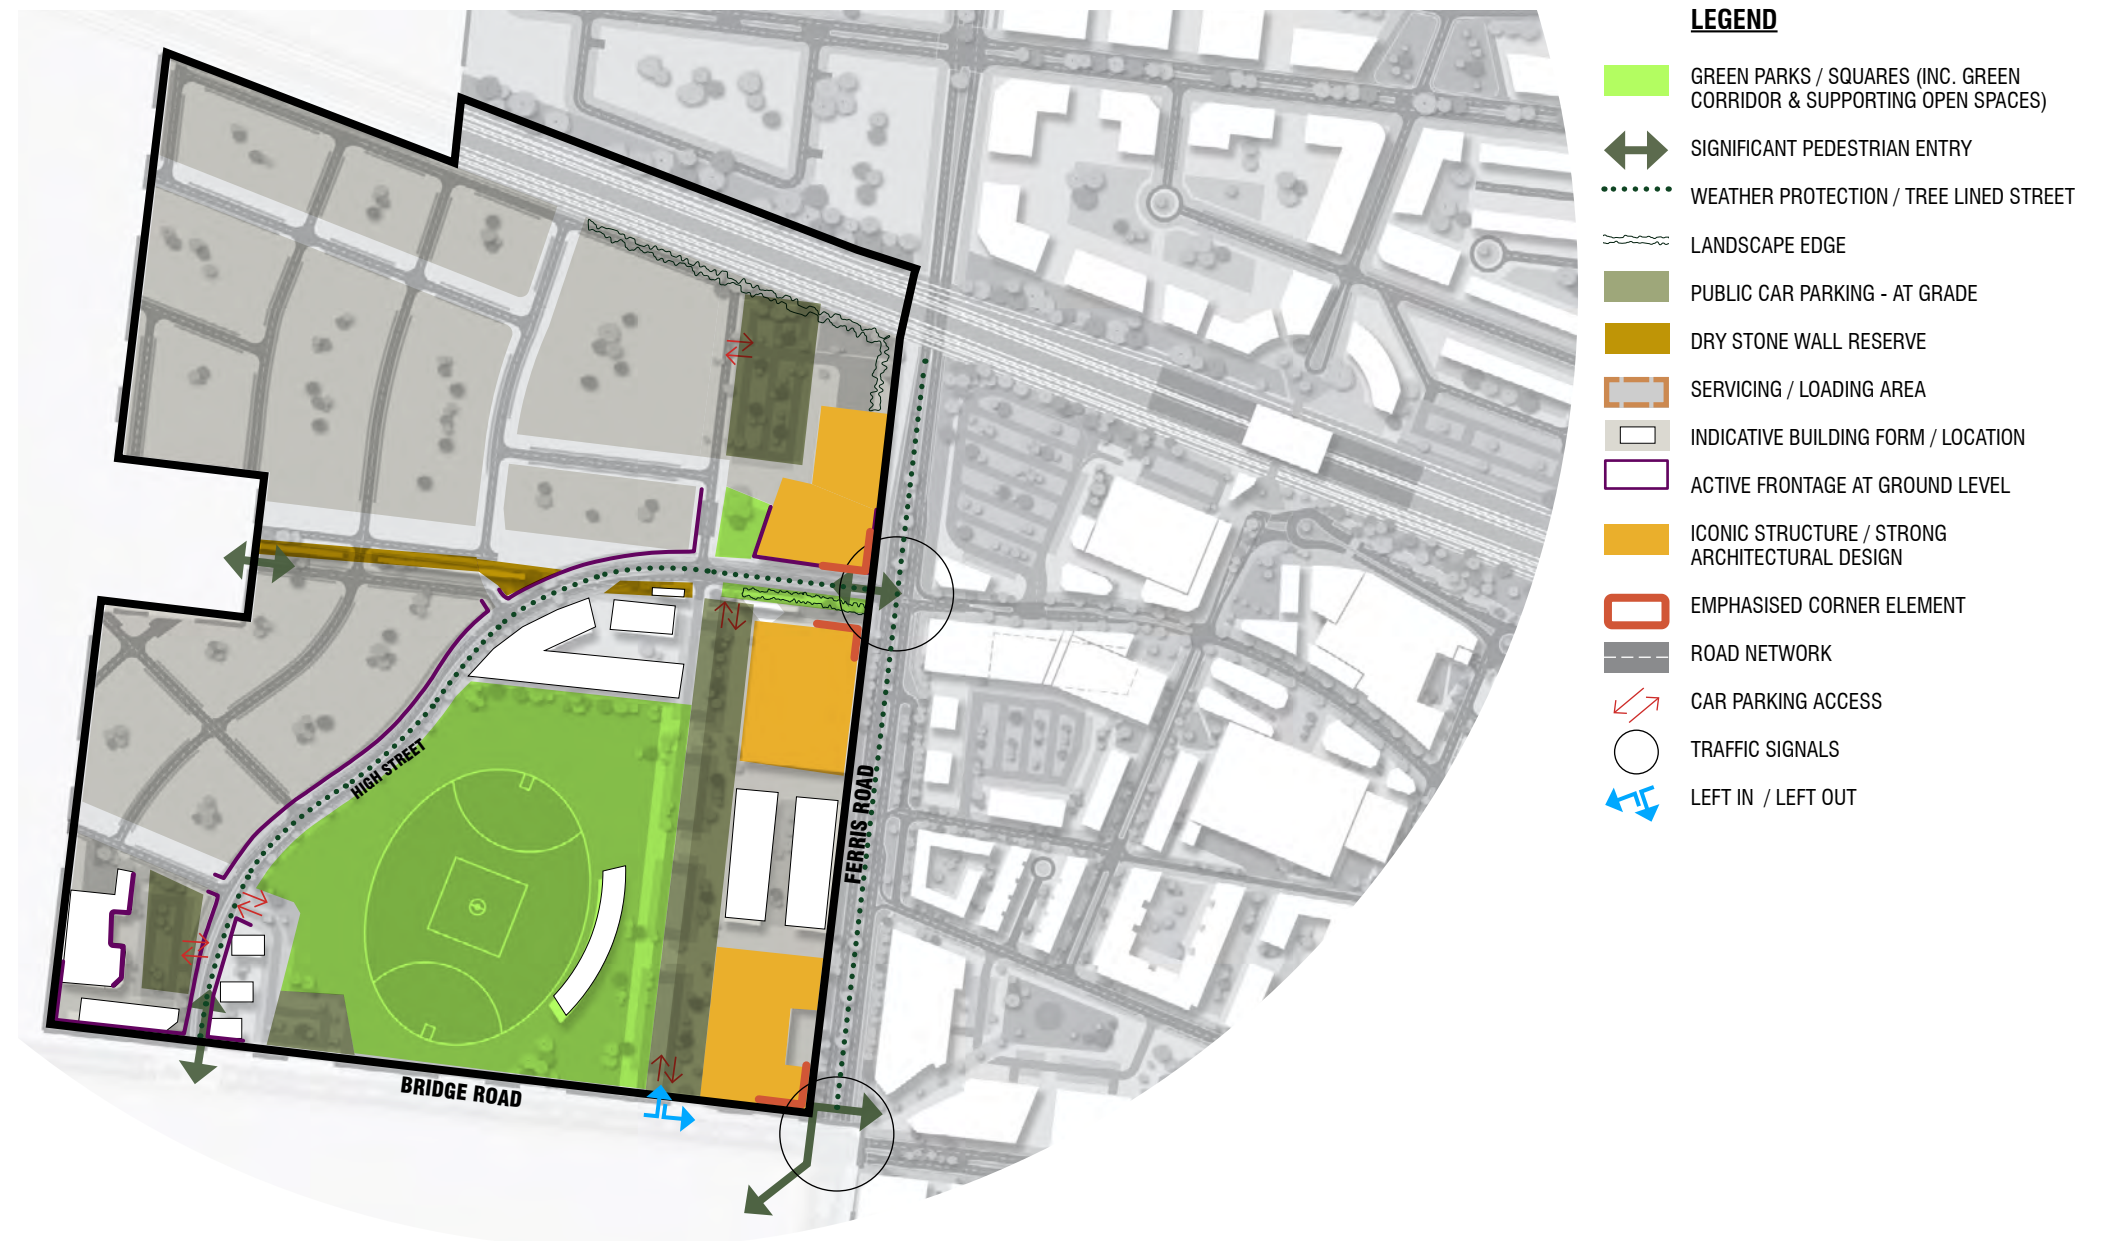 LEGEND
GREEN PARKS / SQUARES (INC. GREEN
CORRIDOR & SUPPORTING OPEN SPACES)
SIGNIFICANT PEDESTRIAN ENTRY
WEATHER PROTECTION / TREE LINED STREET
LANDSCAPE EDGE
PUBLIC CAR PARKING - AT GRADE
DRY STONE WALL RESERVE
SERVICING / LOADING AREA
INDICATIVE BUILDING FORM / LOCATION
ACTIVE FRONTAGE AT GROUND LEVEL
ICONIC STRUCTURE / STRONG
ARCHITECTURAL DESIGN
EMPHASISED CORNER ELEMENT
ROAD NETWORK
CAR PARKING ACCESS
TRAFFIC SIGNALS
LEFT IN / LEFT OUT
HIGH STREET
FERRIS ROAD
BRIDGE ROAD